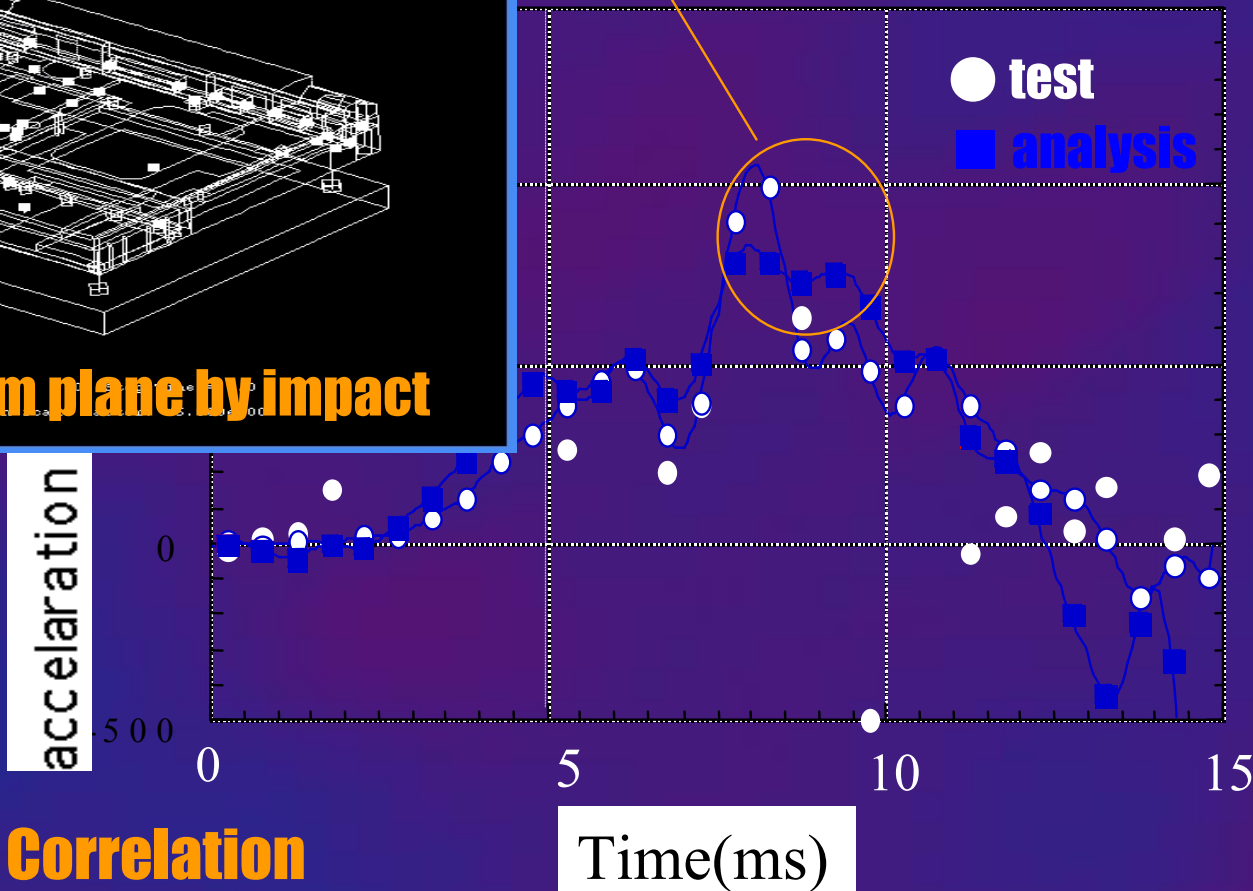 test
analysis
m plane by impact
accelaration
0
-500
0
5
10
15
Time(ms)
Correlation